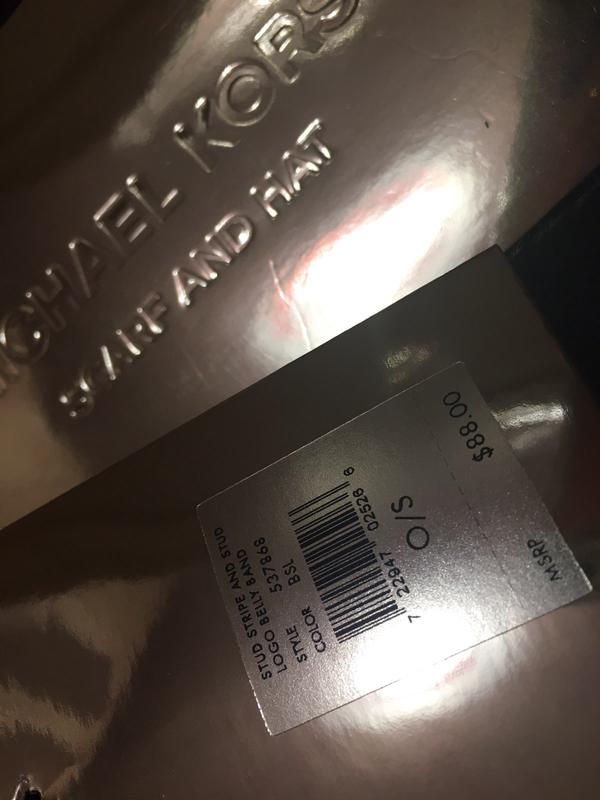 MICHAEL KORS
SCARF AND HAT
STUD STRIPE AND STUD
LOGO BELLY BAND
STYLE 537868
COLOR BSL
7 22947 02526 6
O/S
MSRP $88.00